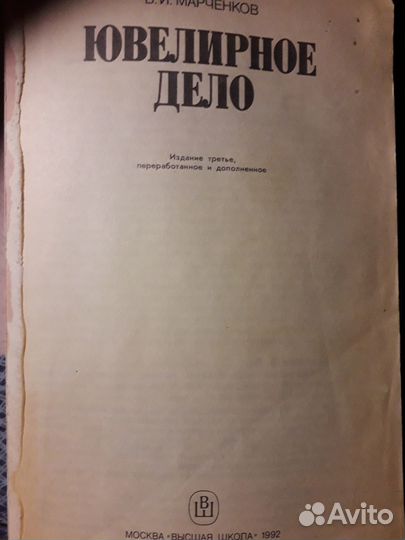 В.И. МАРЧЕНКОВ
ЮВЕЛИРНОЕ
ДЕЛО
Издание третье,
переработанное и дополненное
В
Ш
МОСКВА «ВЫСШАЯ ШКОЛА» 1992
Avito